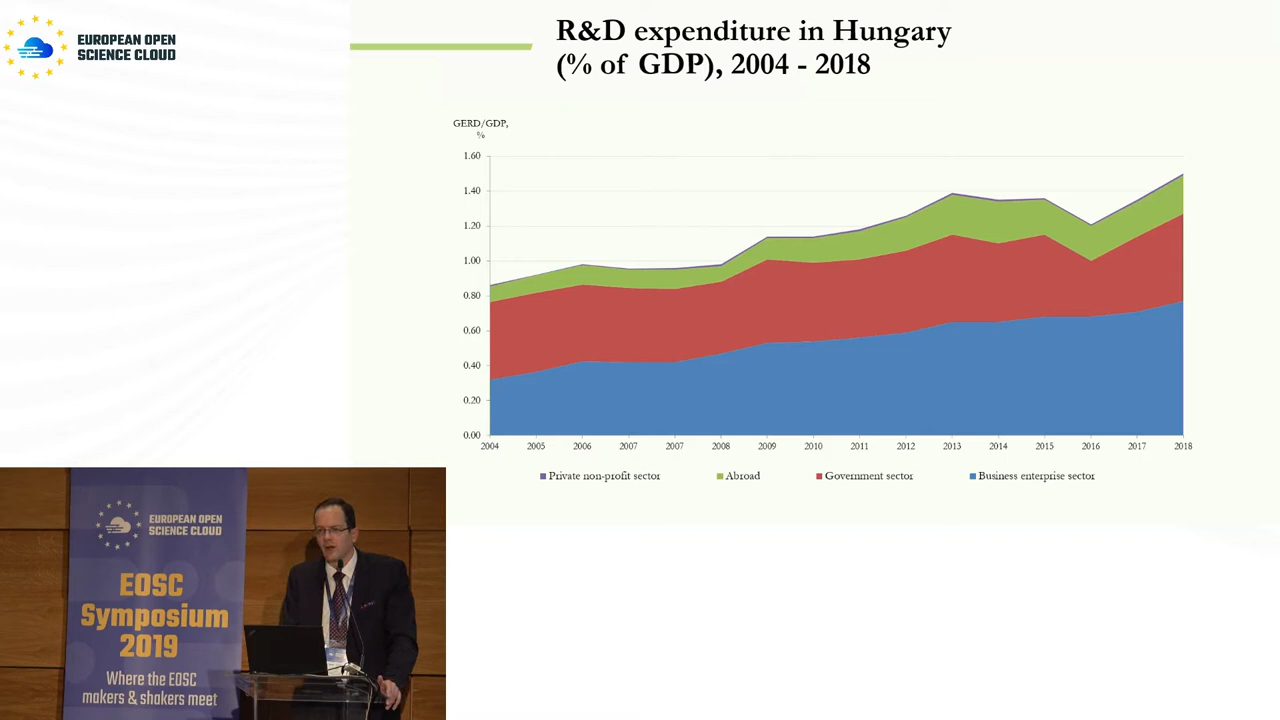 EUROPEAN OPEN
SCIENCE CLOUD
R&D expenditure in Hungary
(% of GDP), 2004 - 2018
GERD/GDP,
%
1.60
1.40
1.20
1.00
0.80
0.60
0.40
0.20
0.00
2004 2005 2006 2007 2007 2008 2009 2010 2011 2012 2013 2014 2015 2016 2017 2018
Private non-profit sector Abroad Government sector Business enterprise sector
EUROPEAN OPEN
SCIENCE CLOUD
EOSC
Symposium
2019
Where the EOSC
makers & shakers meet